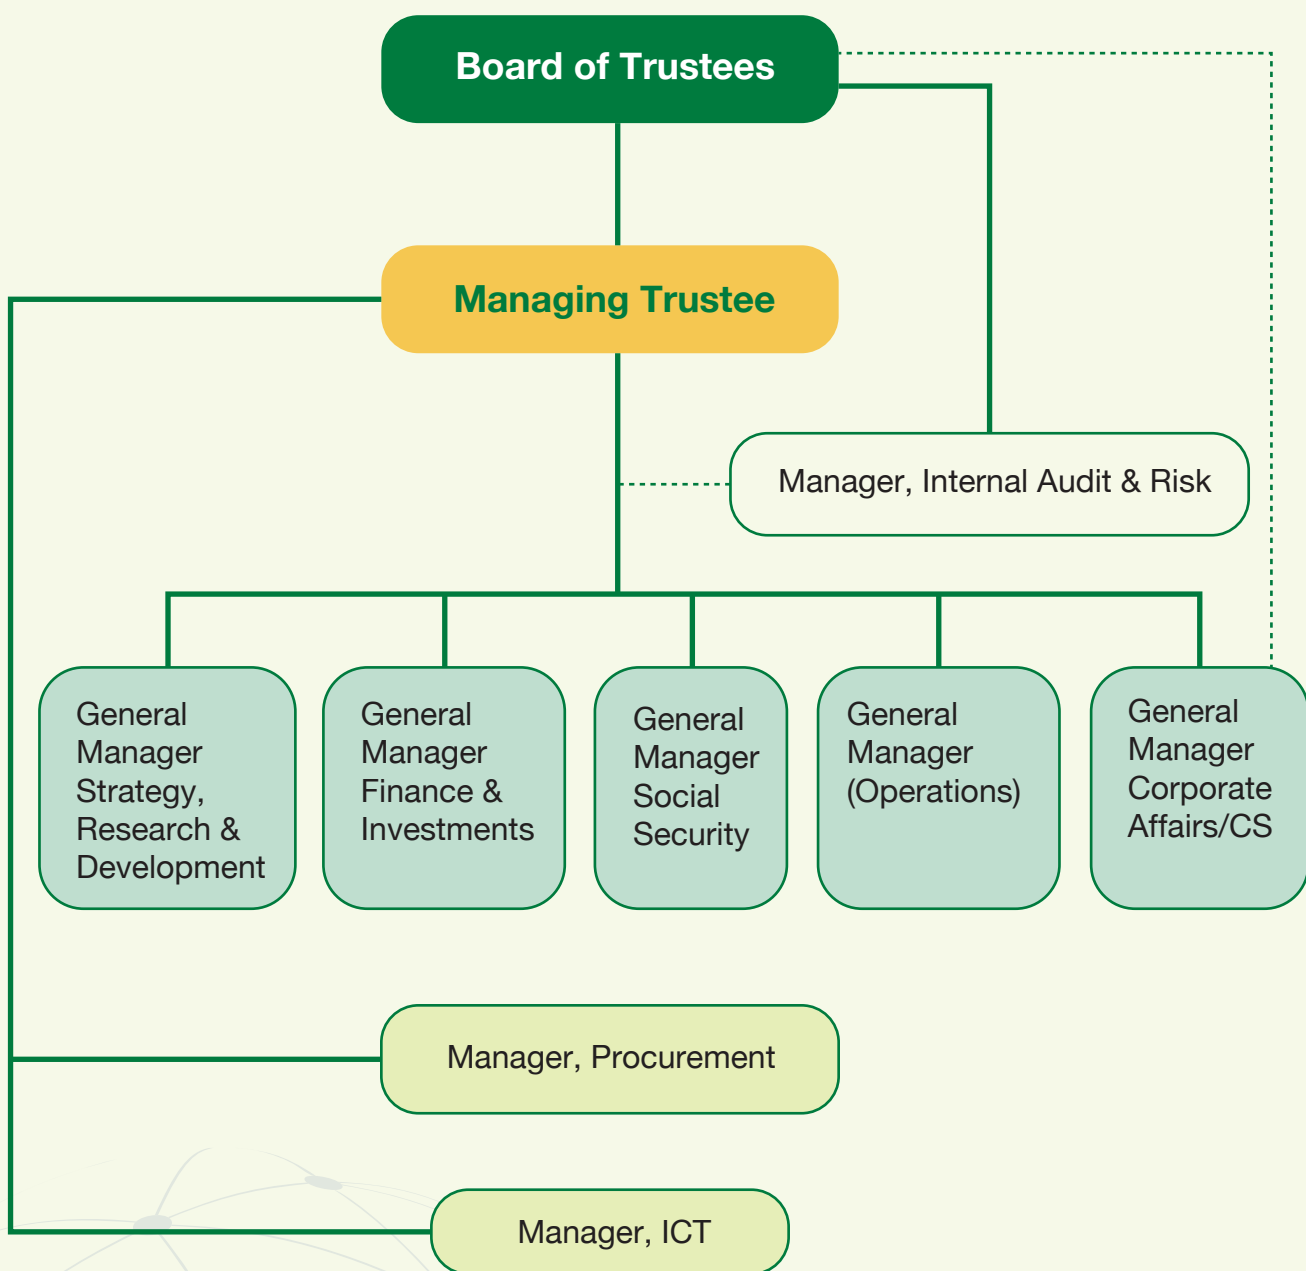 Board of Trustees
Managing Trustee
Manager, Internal Audit & Risk
General
Manager
Strategy,
Research &
Development
General
Manager
Finance &
Investments
General
Manager
Social
Security
General
Manager
(Operations)
General
Manager
Corporate
Affairs/CS
Manager, Procurement
Manager, ICT